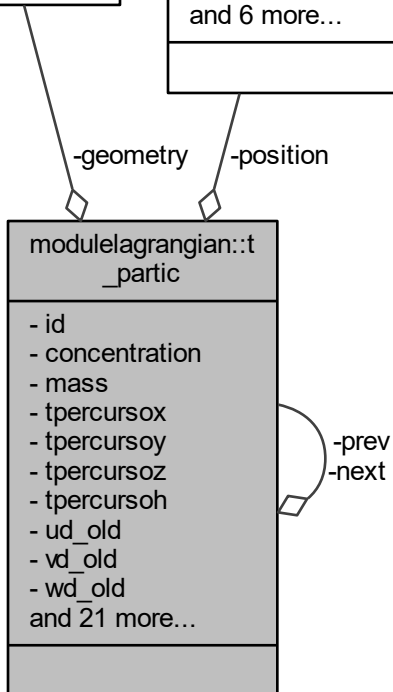 and 6 more...
-geometry
-position
modulelagrangian::t
_partic
- id
- concentration
- mass
- tpercursox
- tpercursoy
- tpercursoz
- tpercursoh
- ud_old
- vd_old
- wd_old
and 21 more...
-prev
-next